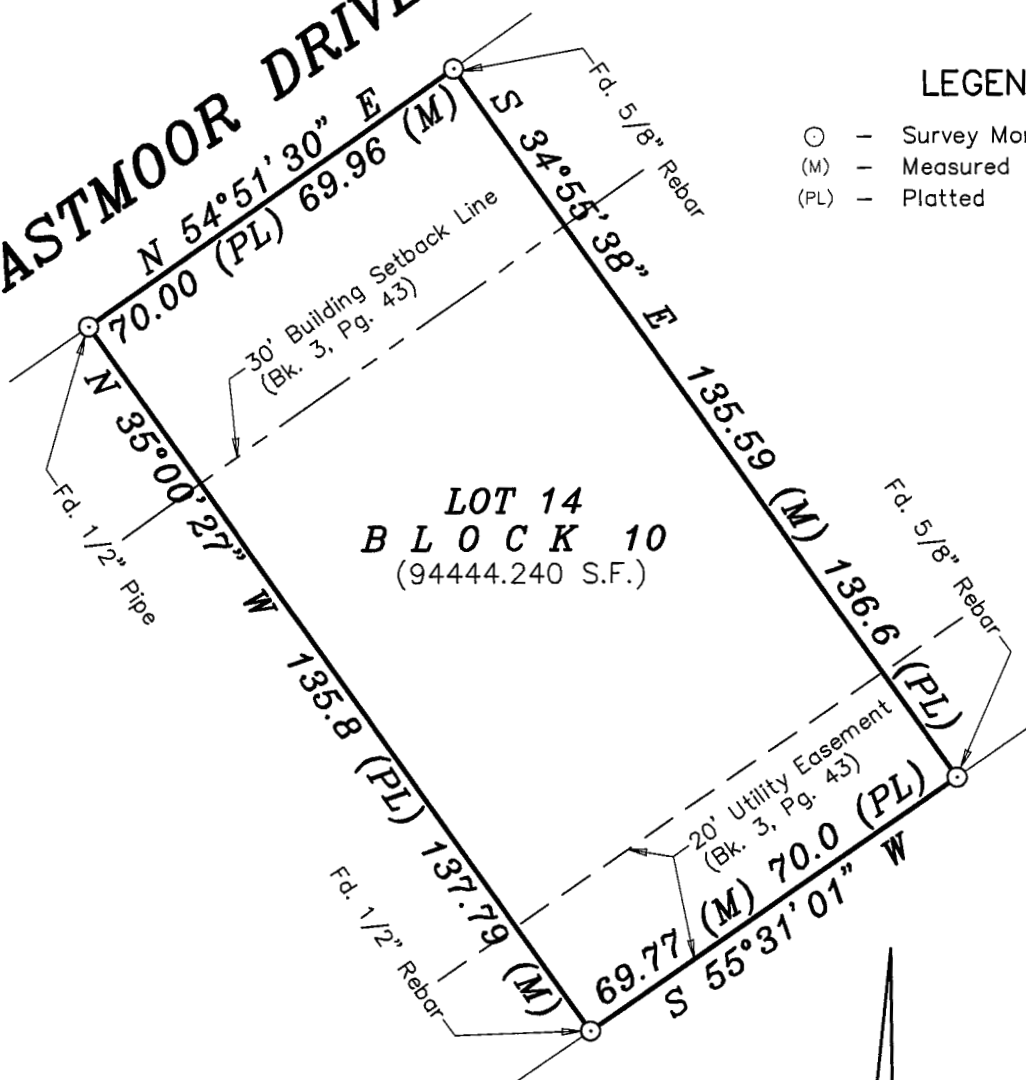 ASTMOOR DRIVE
N 54°51'30" E
70.00 (PL) 69.96 (M)
Fd. 5/8" Rebar
LEGEN
(M) – Measured
(PL) – Platted
– Survey Mo
S 34°55'38" E 135.59 (M) 136.6 (PL)
30' Building Setback Line
(Bk. 3, Pg. 43)
Fd. 1/2" Pipe
N 35°00'27" W 135.8 (PL) 137.79 (M)
LOT 14
BLOCK 10
(94444.240 S.F.)
Fd. 5/8" Rebar
20' Utility Easement
(Bk. 3, Pg. 43)
69.77 (M) 70.0 (PL)
S 55°31'01" W
Fd. 1/2" Rebar